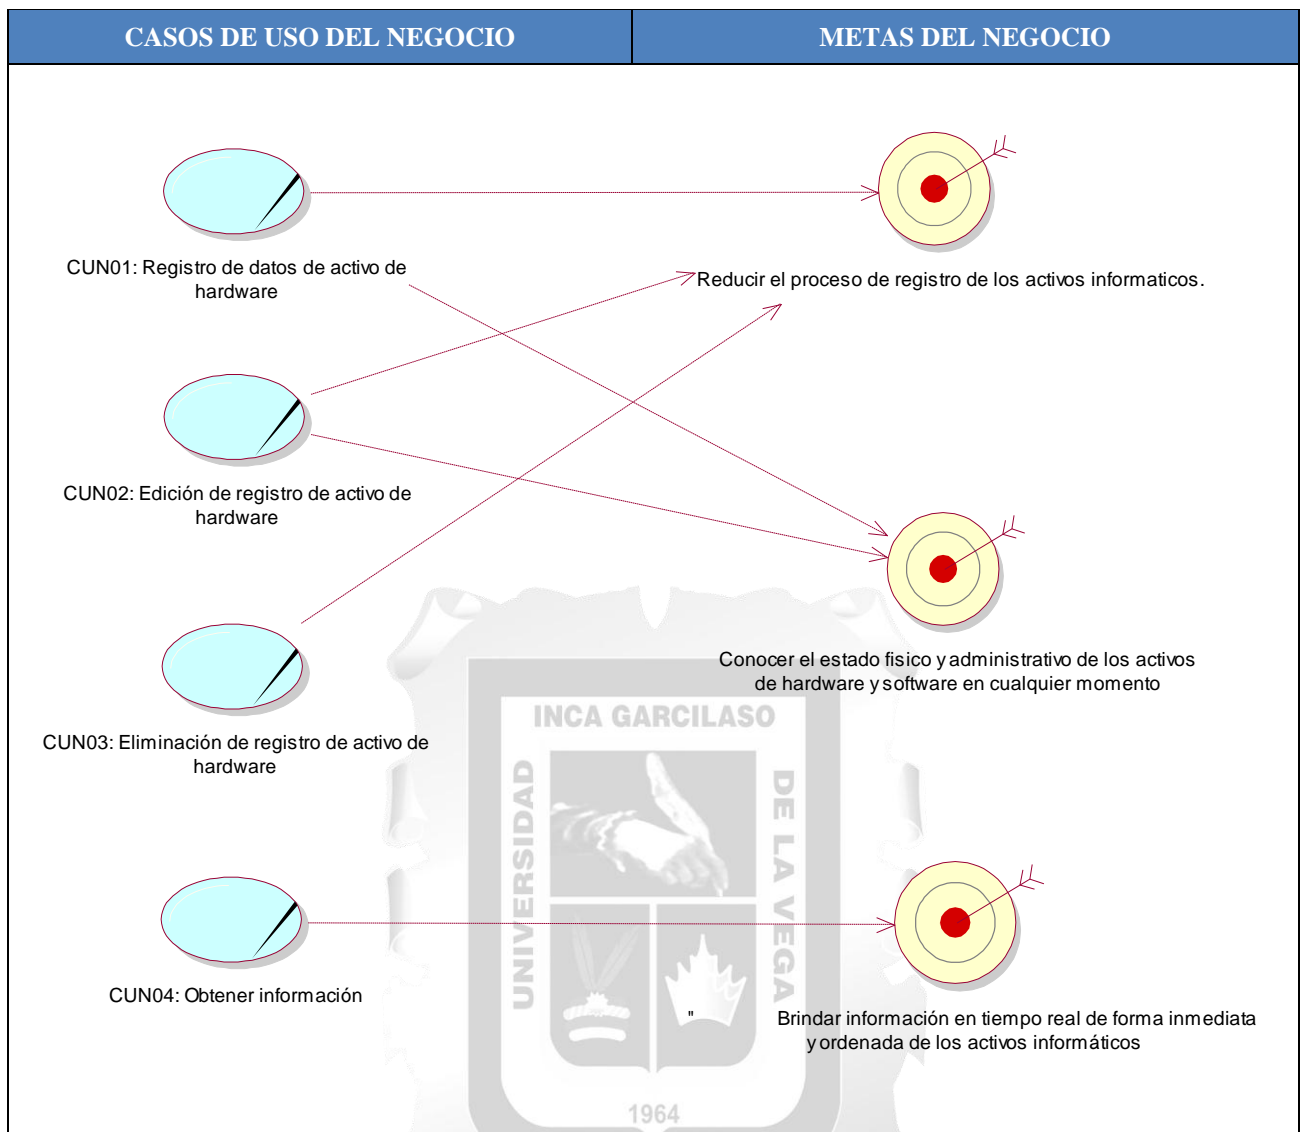 CASOS DE USO DEL NEGOCIO
METAS DEL NEGOCIO
CUN01: Registro de datos de activo de
hardware
Reducir el proceso de registro de los activos informaticos.
CUN02: Edición de registro de activo de
hardware
Conocer el estado fisico y administrativo de los activos
de hardware y software en cualquier momento
CUN03: Eliminación de registro de activo de
hardware
CUN04: Obtener información
Brindar información en tiempo real de forma inmediata
y ordenada de los activos informáticos
"
UNIVERSIDAD
INCA GARCILASO
DE LA VEGA
1964